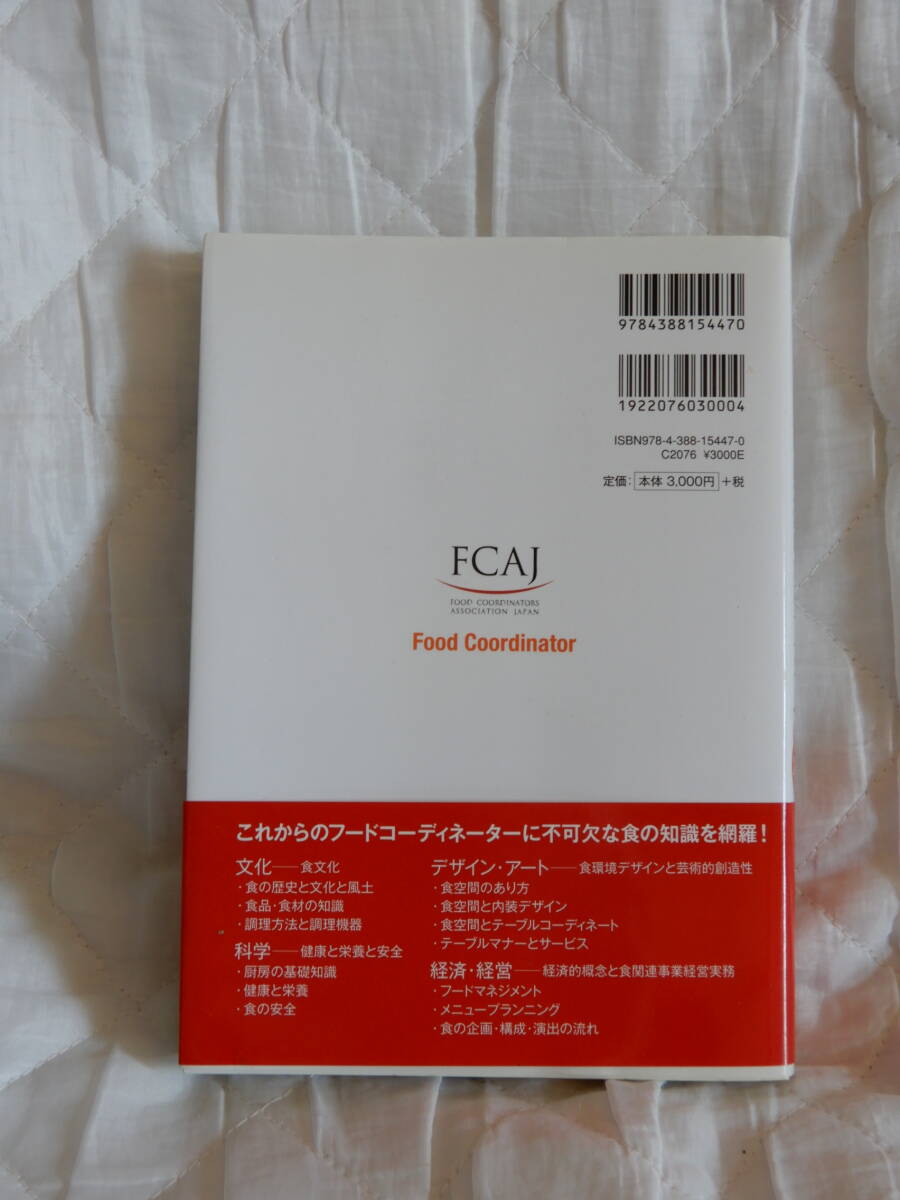 9784388154470
1922076030004
ISBN978-4-388-15447-0
C2076 ¥3000E
定価：本体 3,000円＋税
FCAJ
FOOD COORDINATORS
ASSOCIATION JAPAN
Food Coordinator
これからのフードコーディネーターに不可欠な食の知識を網羅！
文化——食文化
・食の歴史と文化と風土
・食品・食材の知識
・調理方法と調理機器
科学——健康と栄養と安全
・厨房の基礎知識
・健康と栄養
・食の安全
デザイン・アート——食環境デザインと芸術的創造性
・食空間のあり方
・食空間と内装デザイン
・食空間とテーブルコーディネート
・テーブルマナーとサービス
経済・経営——経済的概念と食関連事業経営実務
・フードマネジメント
・メニュープランニング
・食の企画・構成・演出の流れ